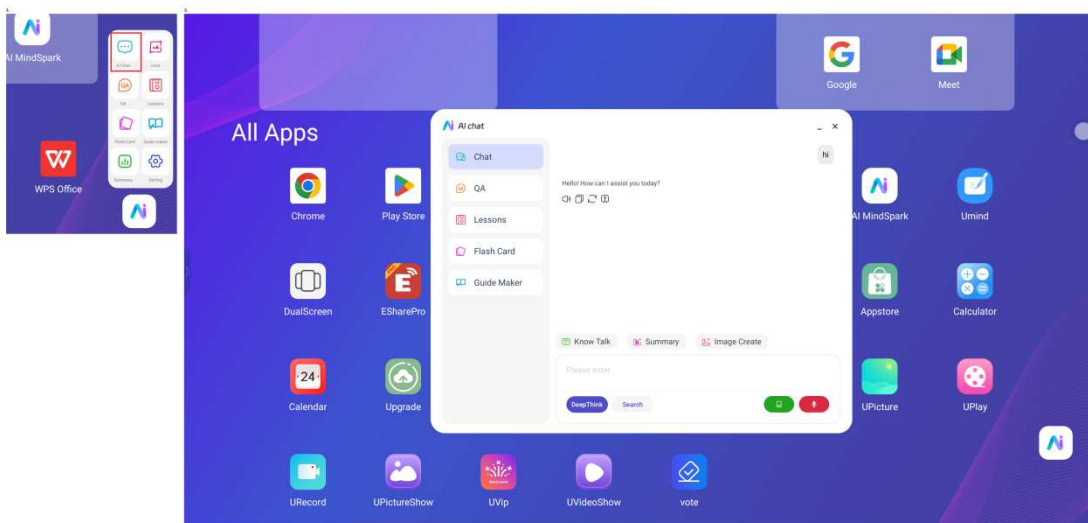 AI MindSpark
QA
Lessons
Flash Card
Guide maker
Summary
Setting
WPS Office
Google
Meet
All Apps
AI chat
Chat
hi
QA
Hello! How can I assist you today?
Lessons
Flash Card
Guide Maker
Know Talk
Summary
Image Create
Please enter
DeepThink
Search
Chrome
Play Store
AI MindSpark
Umind
DualScreen
ESharePro
Appstore
Calculator
24
Calendar
Upgrade
UPicture
UPlay
Welcome
URecord
UPictureShow
UVip
UVideoShow
vote